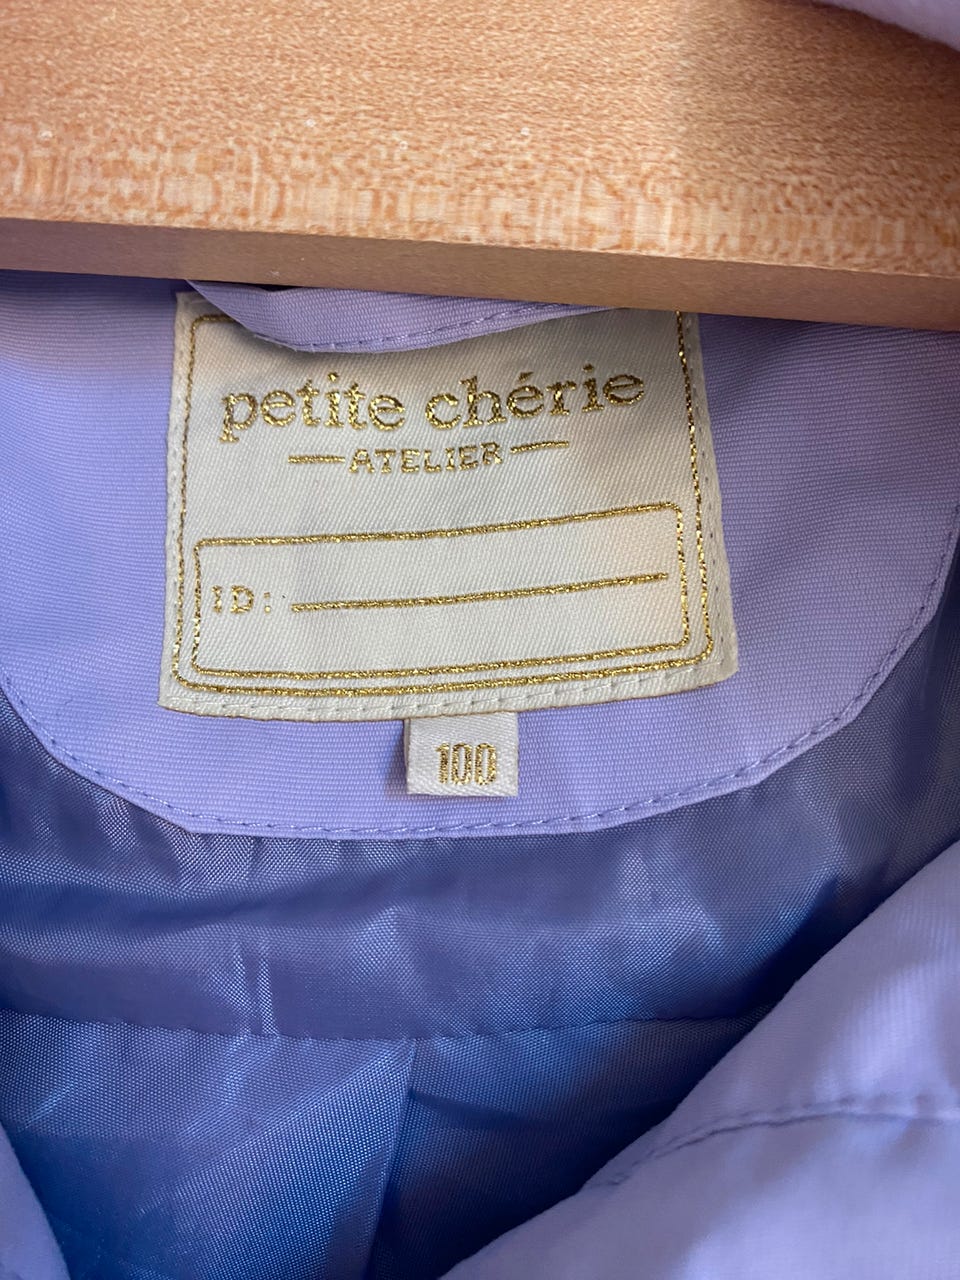 petite chérie
ATELIER
ID:
100